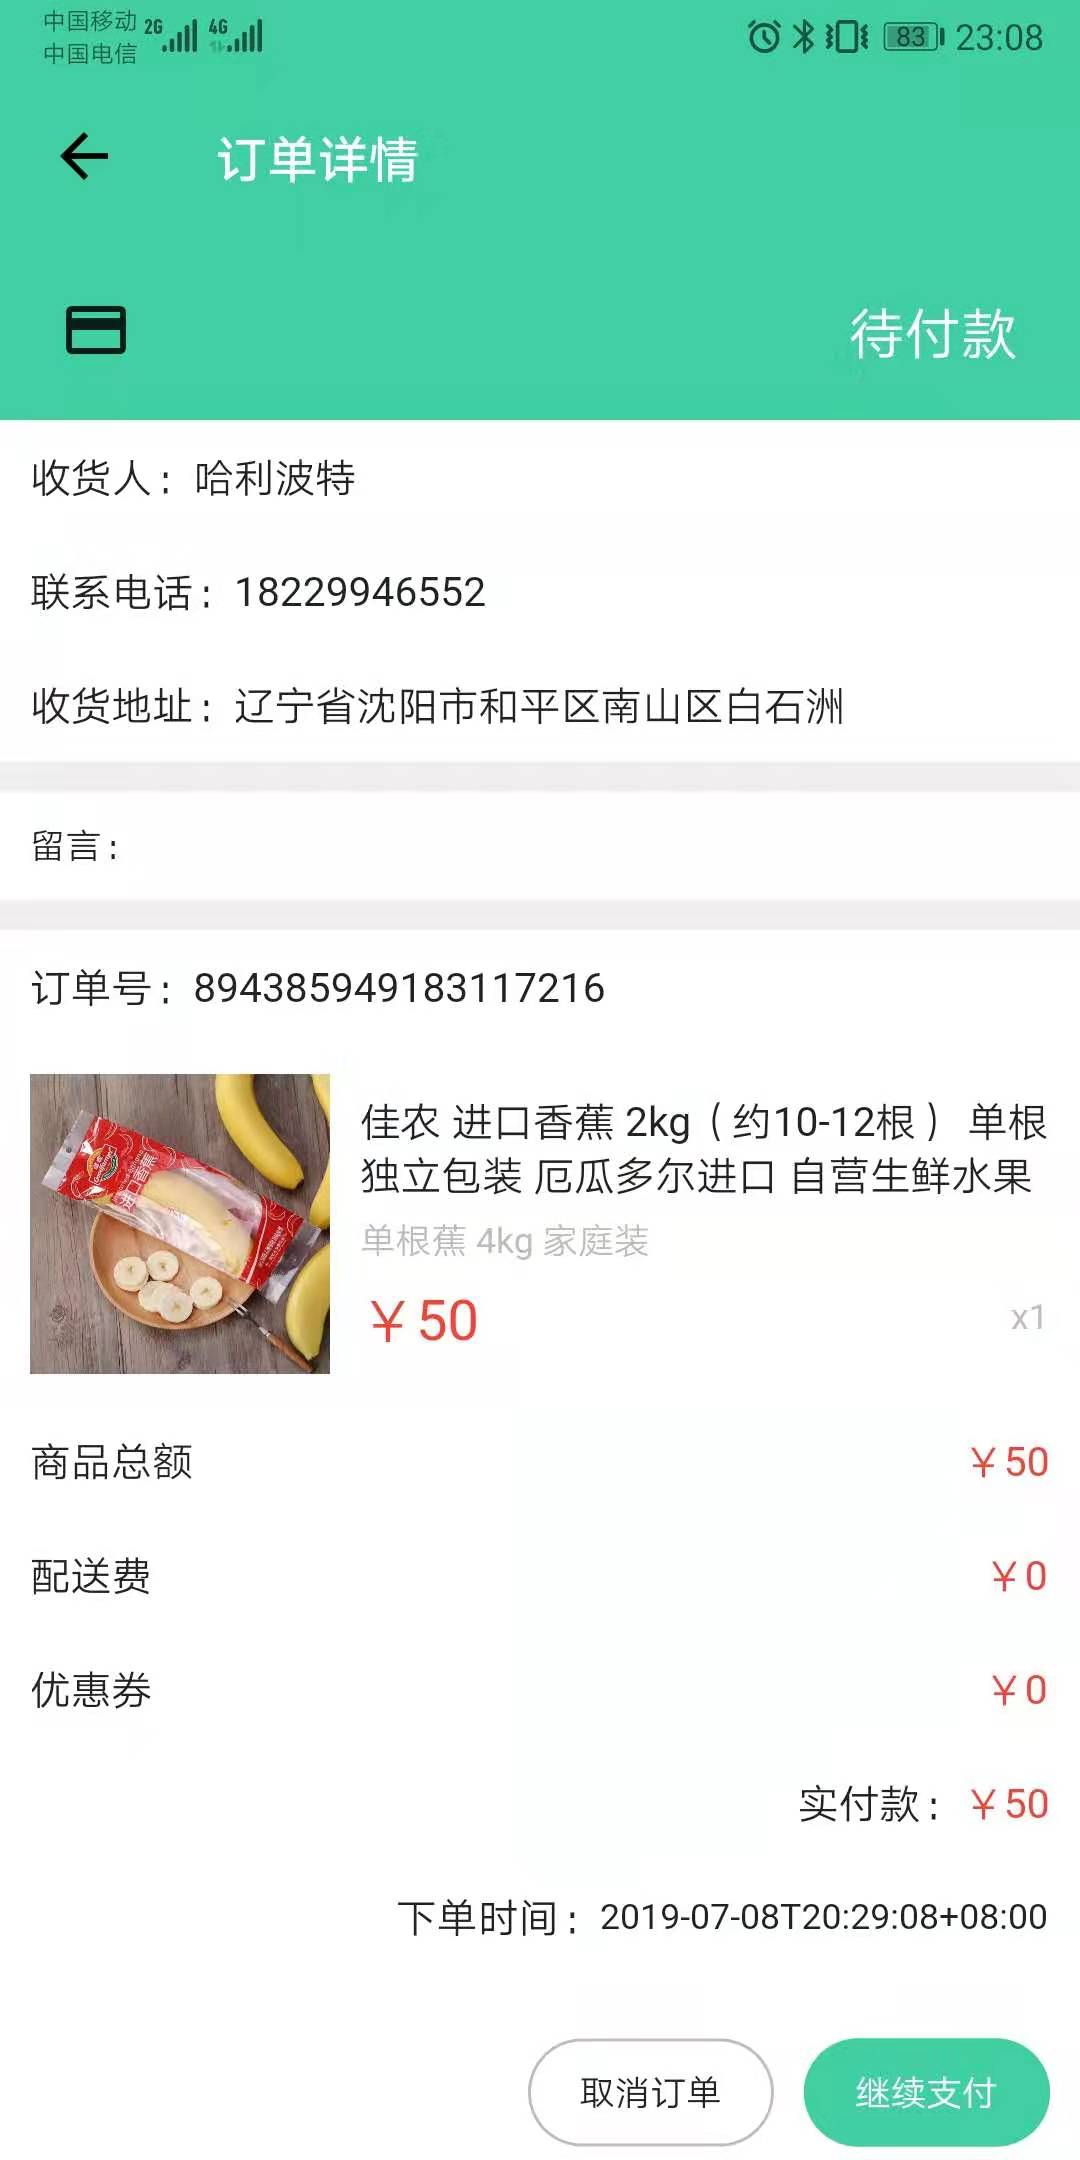 中国移动 2G 4G
中国电信
83 23:08
订单详情
待付款
收货人：哈利波特
联系电话：18229946552
收货地址：辽宁省沈阳市和平区南山区白石洲
留言：
订单号：894385949183117216
进口香蕉
佳农 进口香蕉 2kg（约10-12根） 单根
独立包装 厄瓜多尔进口 自营生鲜水果
单根蕉 4kg 家庭装
￥50
x1
商品总额 ￥50
配送费 ￥0
优惠券 ￥0
实付款：￥50
下单时间：2019-07-08T20:29:08+08:00
取消订单
继续支付